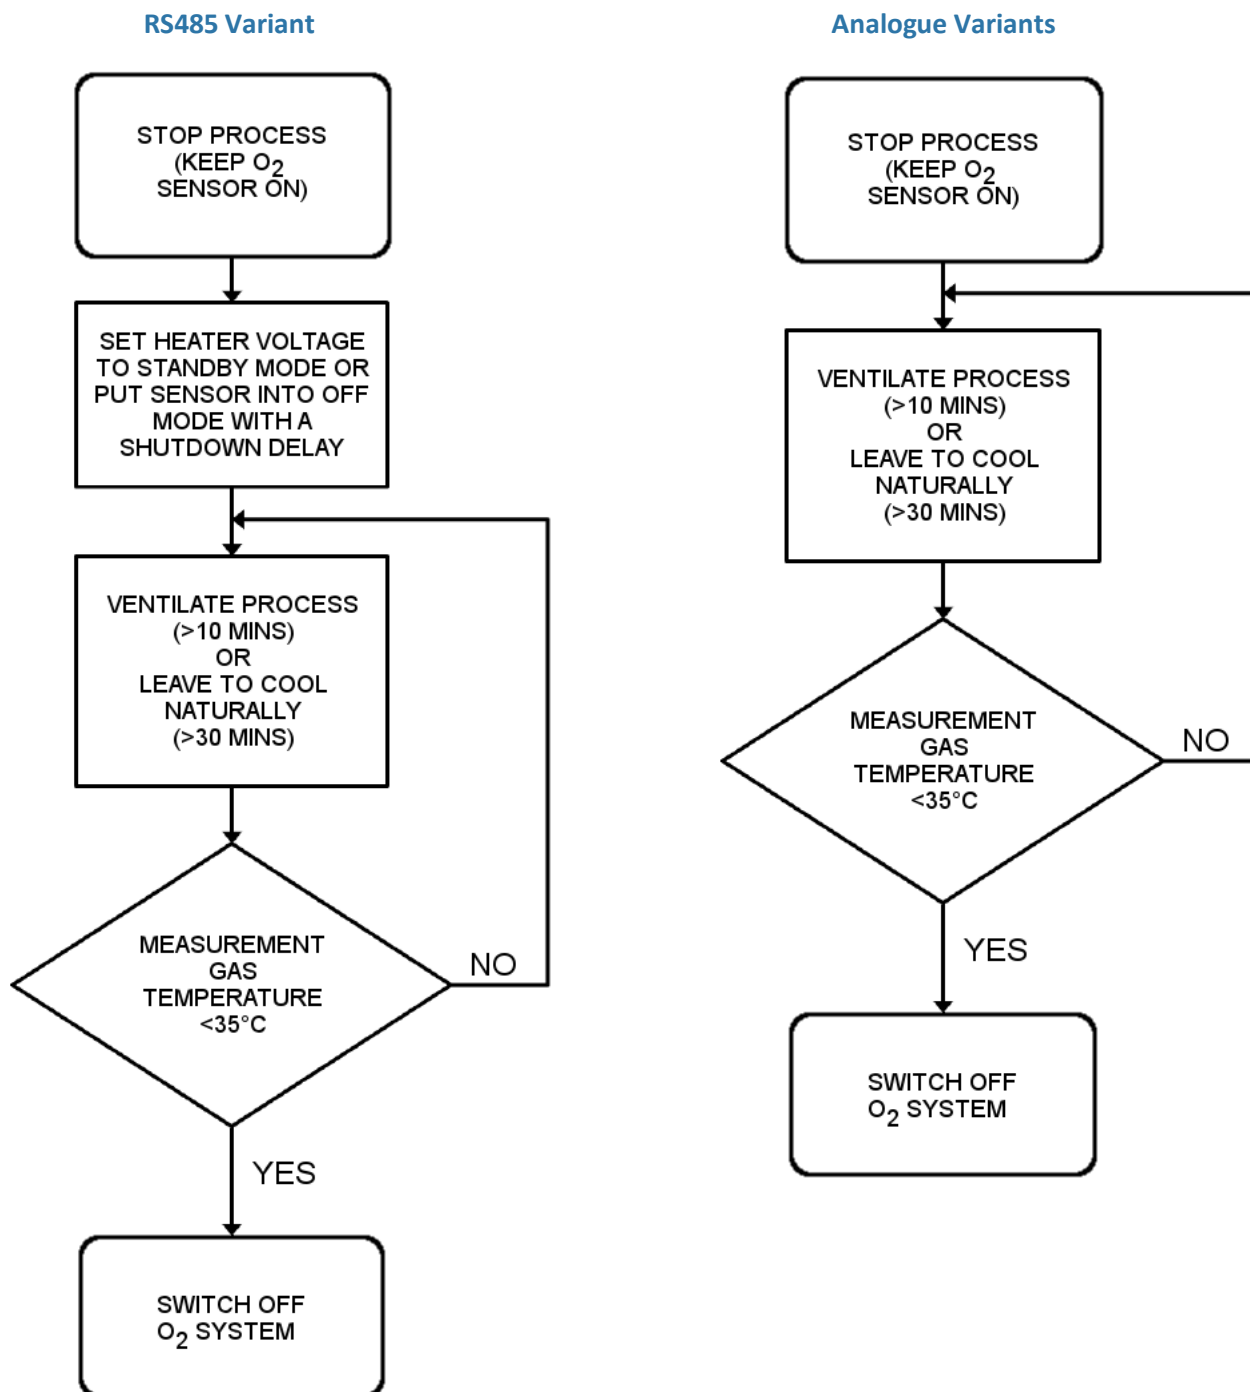 RS485 Variant
STOP PROCESS
(KEEP O2
SENSOR ON)
SET HEATER VOLTAGE
TO STANDBY MODE OR
PUT SENSOR INTO OFF
MODE WITH A
SHUTDOWN DELAY
VENTILATE PROCESS
(>10 MINS)
OR
LEAVE TO COOL
NATURALLY
(>30 MINS)
MEASUREMENT
GAS
TEMPERATURE
<35°C
NO
YES
SWITCH OFF
O2 SYSTEM
Analogue Variants
STOP PROCESS
(KEEP O2
SENSOR ON)
VENTILATE PROCESS
(>10 MINS)
OR
LEAVE TO COOL
NATURALLY
(>30 MINS)
MEASUREMENT
GAS
TEMPERATURE
<35°C
NO
YES
SWITCH OFF
O2 SYSTEM